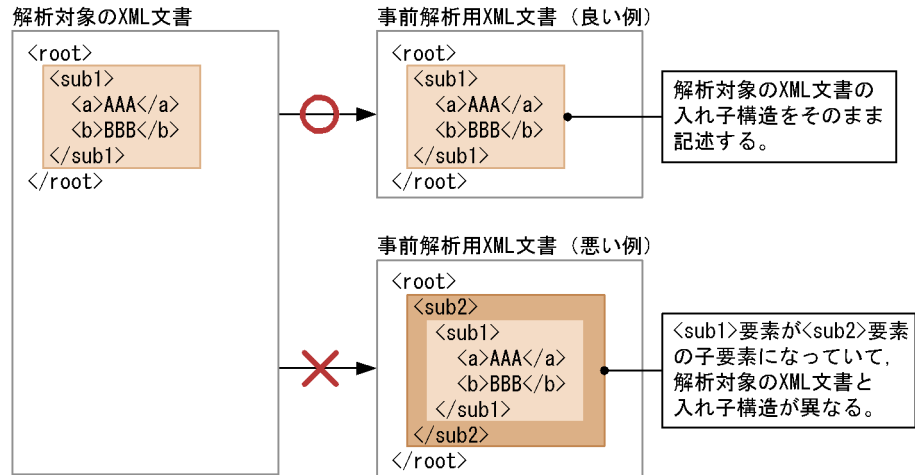 解析対象のXML文書
<root>
<sub1>
<a>AAA</a>
<b>BBB</b>
</sub1>
</root>
事前解析用XML文書（良い例）
<root>
<sub1>
<a>AAA</a>
<b>BBB</b>
</sub1>
</root>
解析対象のXML文書の
入れ子構造をそのまま
記述する。
事前解析用XML文書（悪い例）
<root>
<sub2>
<sub1>
<a>AAA</a>
<b>BBB</b>
</sub1>
</sub2>
</root>
<sub1>要素が<sub2>要素
の子要素になっていて，
解析対象のXML文書と
入れ子構造が異なる。